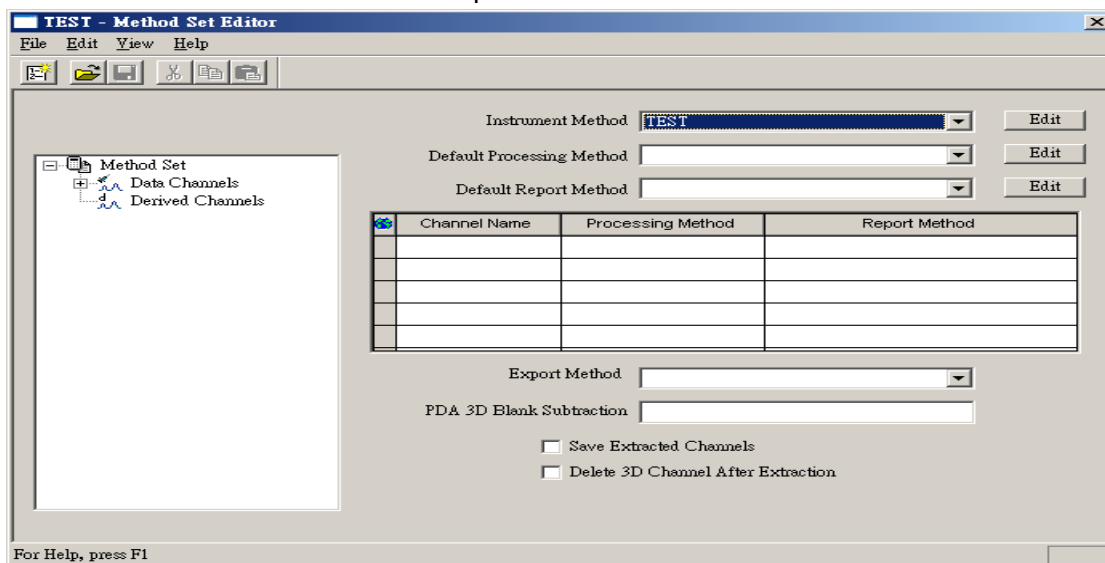 TEST - Method Set Editor
File Edit View Help
Instrument Method TEST Edit
Default Processing Method Edit
Default Report Method Edit
Method Set
Data Channels
Derived Channels
Channel Name Processing Method Report Method
Export Method
PDA 3D Blank Subtraction
Save Extracted Channels
Delete 3D Channel After Extraction
For Help, press F1